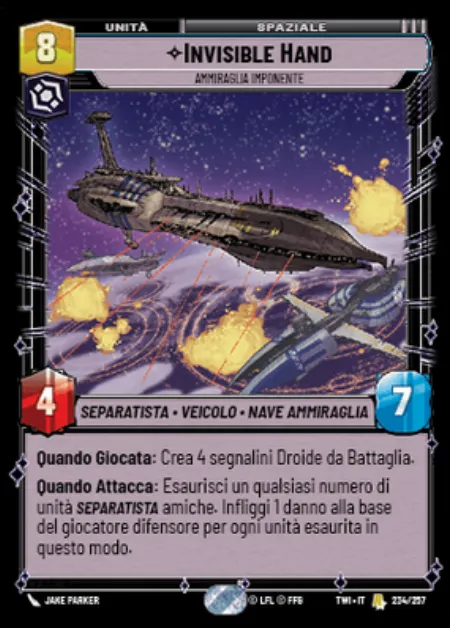 8
UNITÀ
SPAZIALE
INVISIBLE HAND
AMMIRAGLIA IMPONENTE
4
SEPARATISTA • VEICOLO • NAVE AMMIRAGLIA
7
Quando Giocata: Crea 4 segnalini Droide da Battaglia.
Quando Attacca: Esaurisci un qualsiasi numero di
unità SEPARATISTA amiche. Infliggi 1 danno alla base
del giocatore difensore per ogni unità esaurita in
questo modo.
JAKE PARKER
© LFL © FFG
TWI • IT
234/257